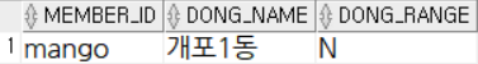 MEMBER_ID DONG_NAME DONG_RANGE
1 mango 개포1동 N